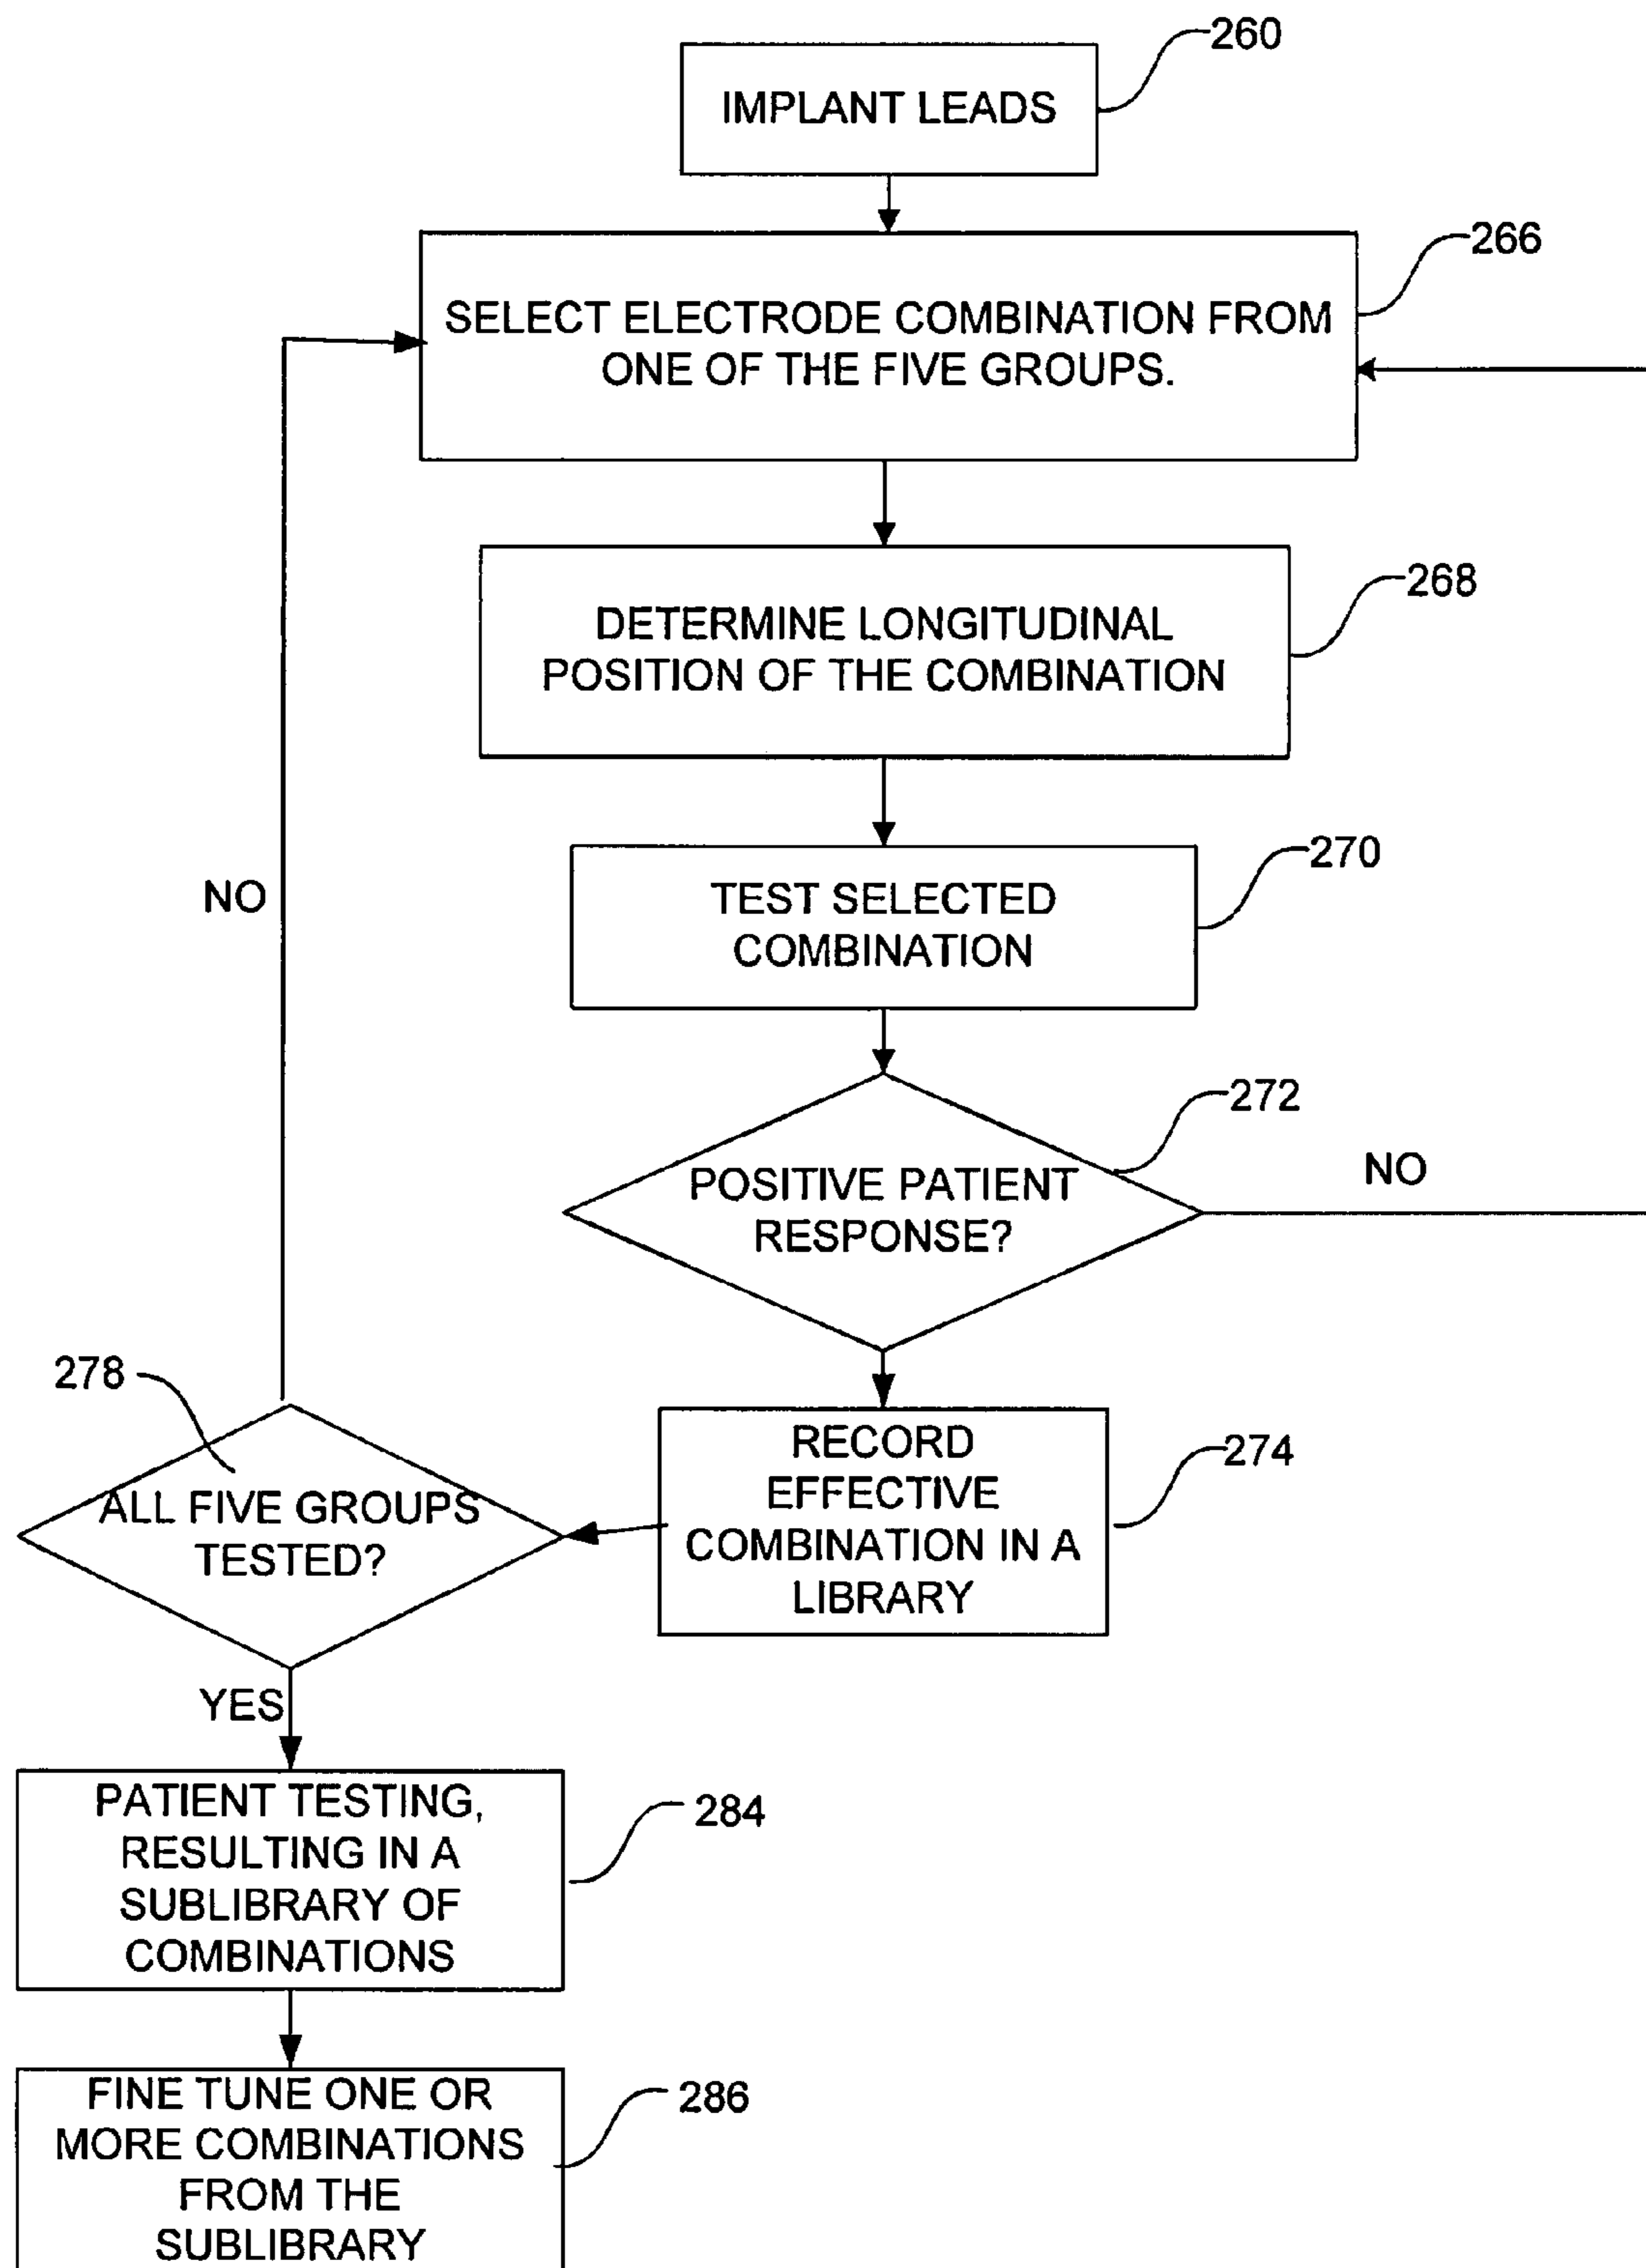 260
IMPLANT LEADS
266
SELECT ELECTRODE COMBINATION FROM
ONE OF THE FIVE GROUPS.
268
DETERMINE LONGITUDINAL
POSITION OF THE COMBINATION
270
TEST SELECTED
COMBINATION
NO
272
POSITIVE PATIENT
RESPONSE?
NO
278
ALL FIVE GROUPS
TESTED?
274
RECORD
EFFECTIVE
COMBINATION IN A
LIBRARY
YES
PATIENT TESTING,
RESULTING IN A
SUBLIBRARY OF
COMBINATIONS
284
FINE TUNE ONE OR
MORE COMBINATIONS
FROM THE
SUBLIBRARY
286